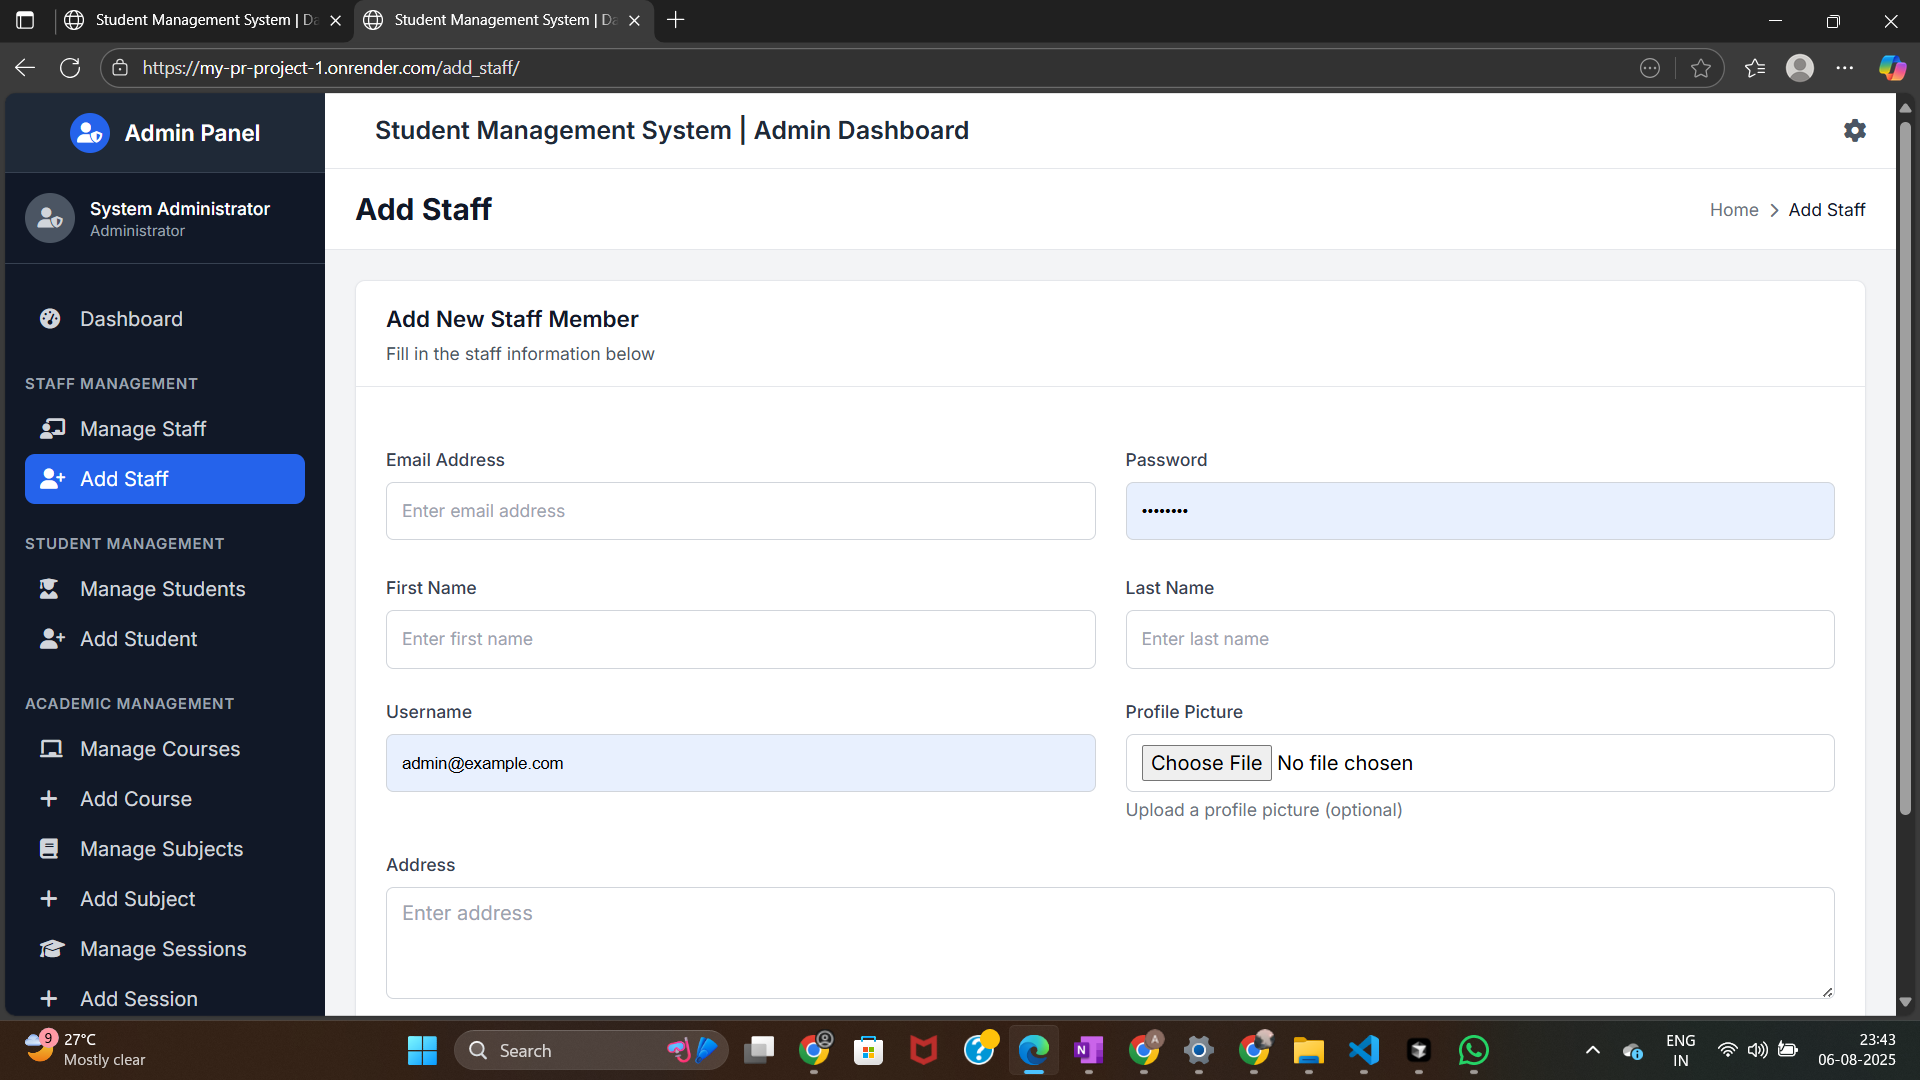 Student Management System | Da
Student Management System | Da
https://my-pr-project-1.onrender.com/add_staff/
Admin Panel
System Administrator
Administrator
Dashboard
STAFF MANAGEMENT
Manage Staff
Add Staff
STUDENT MANAGEMENT
Manage Students
Add Student
ACADEMIC MANAGEMENT
Manage Courses
Add Course
Manage Subjects
Add Subject
Manage Sessions
Add Session
Student Management System | Admin Dashboard
Add Staff
Home > Add Staff
Add New Staff Member
Fill in the staff information below
Email Address
Enter email address
Password
••••••••
First Name
Enter first name
Last Name
Enter last name
Username
admin@example.com
Profile Picture
Choose File No file chosen
Upload a profile picture (optional)
Address
Enter address
9
27°C
Mostly clear
Search
A
N
ENG
IN
23:43
06-08-2025